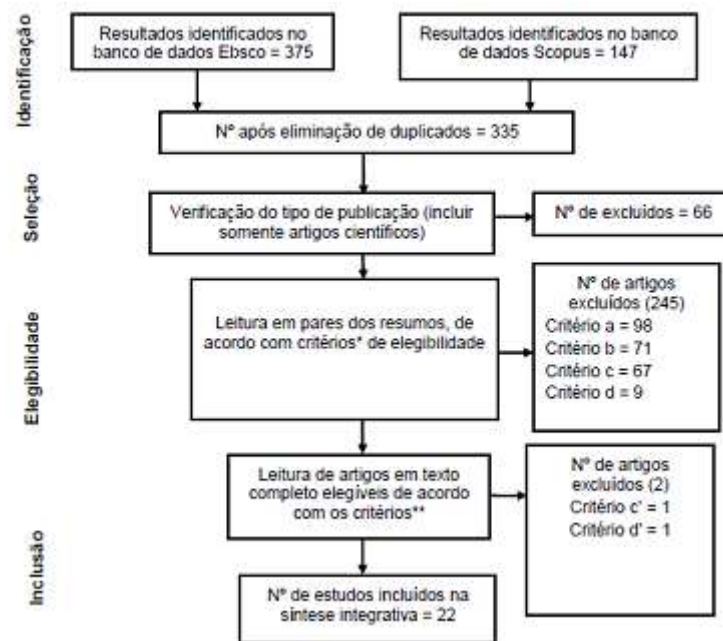 Identificação
Resultados identificados no
banco de dados Ebsco = 375
Resultados identificados no banco
de dados Scopus = 147
Nº após eliminação de duplicados = 335
Seleção
Verificação do tipo de publicação (incluir
somente artigos científicos)
Nº de excluídos = 66
Elegibilidade
Leitura em pares dos resumos, de
acordo com critérios* de elegibilidade
Nº de artigos
excluídos (245)
Critério a = 98
Critério b = 71
Critério c = 67
Critério d = 9
Leitura de artigos em texto
completo elegíveis de acordo
com os critérios**
Nº de artigos
excluídos (2)
Critério c' = 1
Critério d' = 1
Inclusão
Nº de estudos incluídos na
síntese integrativa = 22